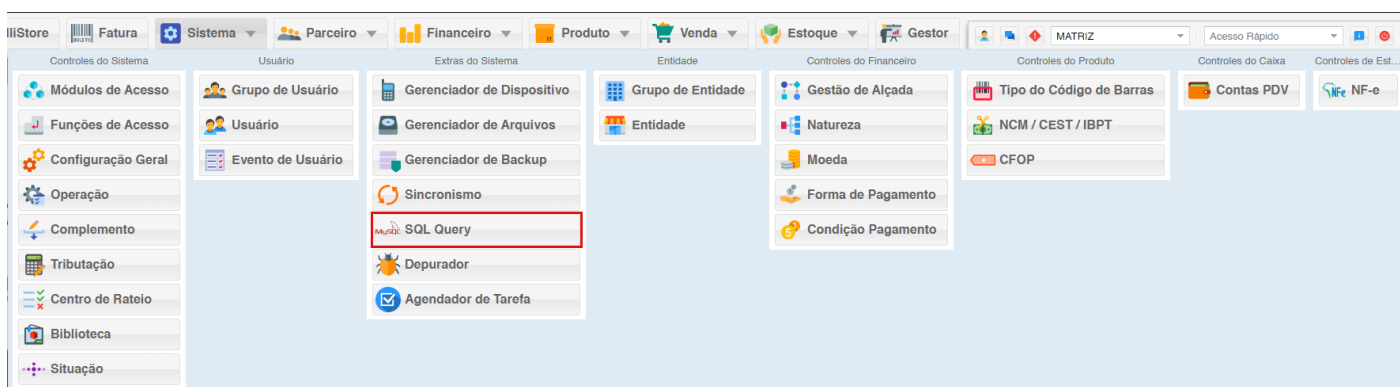 lliStore Fatura Sistema Parceiro Financeiro Produto Venda Estoque Gestor MATRIZ Acesso Rápido
Controles do Sistema Usuário Extras do Sistema Entidade Controles do Financeiro Controles do Produto Controles do Caixa Controles de Est...
Módulos de Acesso Grupo de Usuário Gerenciador de Dispositivo Grupo de Entidade Gestão de Alçada Tipo do Código de Barras Contas PDV NFe NF-e
Funções de Acesso Usuário Gerenciador de Arquivos Entidade Natureza NCM / CEST / IBPT
Configuração Geral Evento de Usuário Gerenciador de Backup Moeda CFOP
Operação Sincronismo Forma de Pagamento
Complemento MySQL SQL Query Condição Pagamento
Tributação Depurador
Centro de Rateio Agendador de Tarefa
Biblioteca
Situação